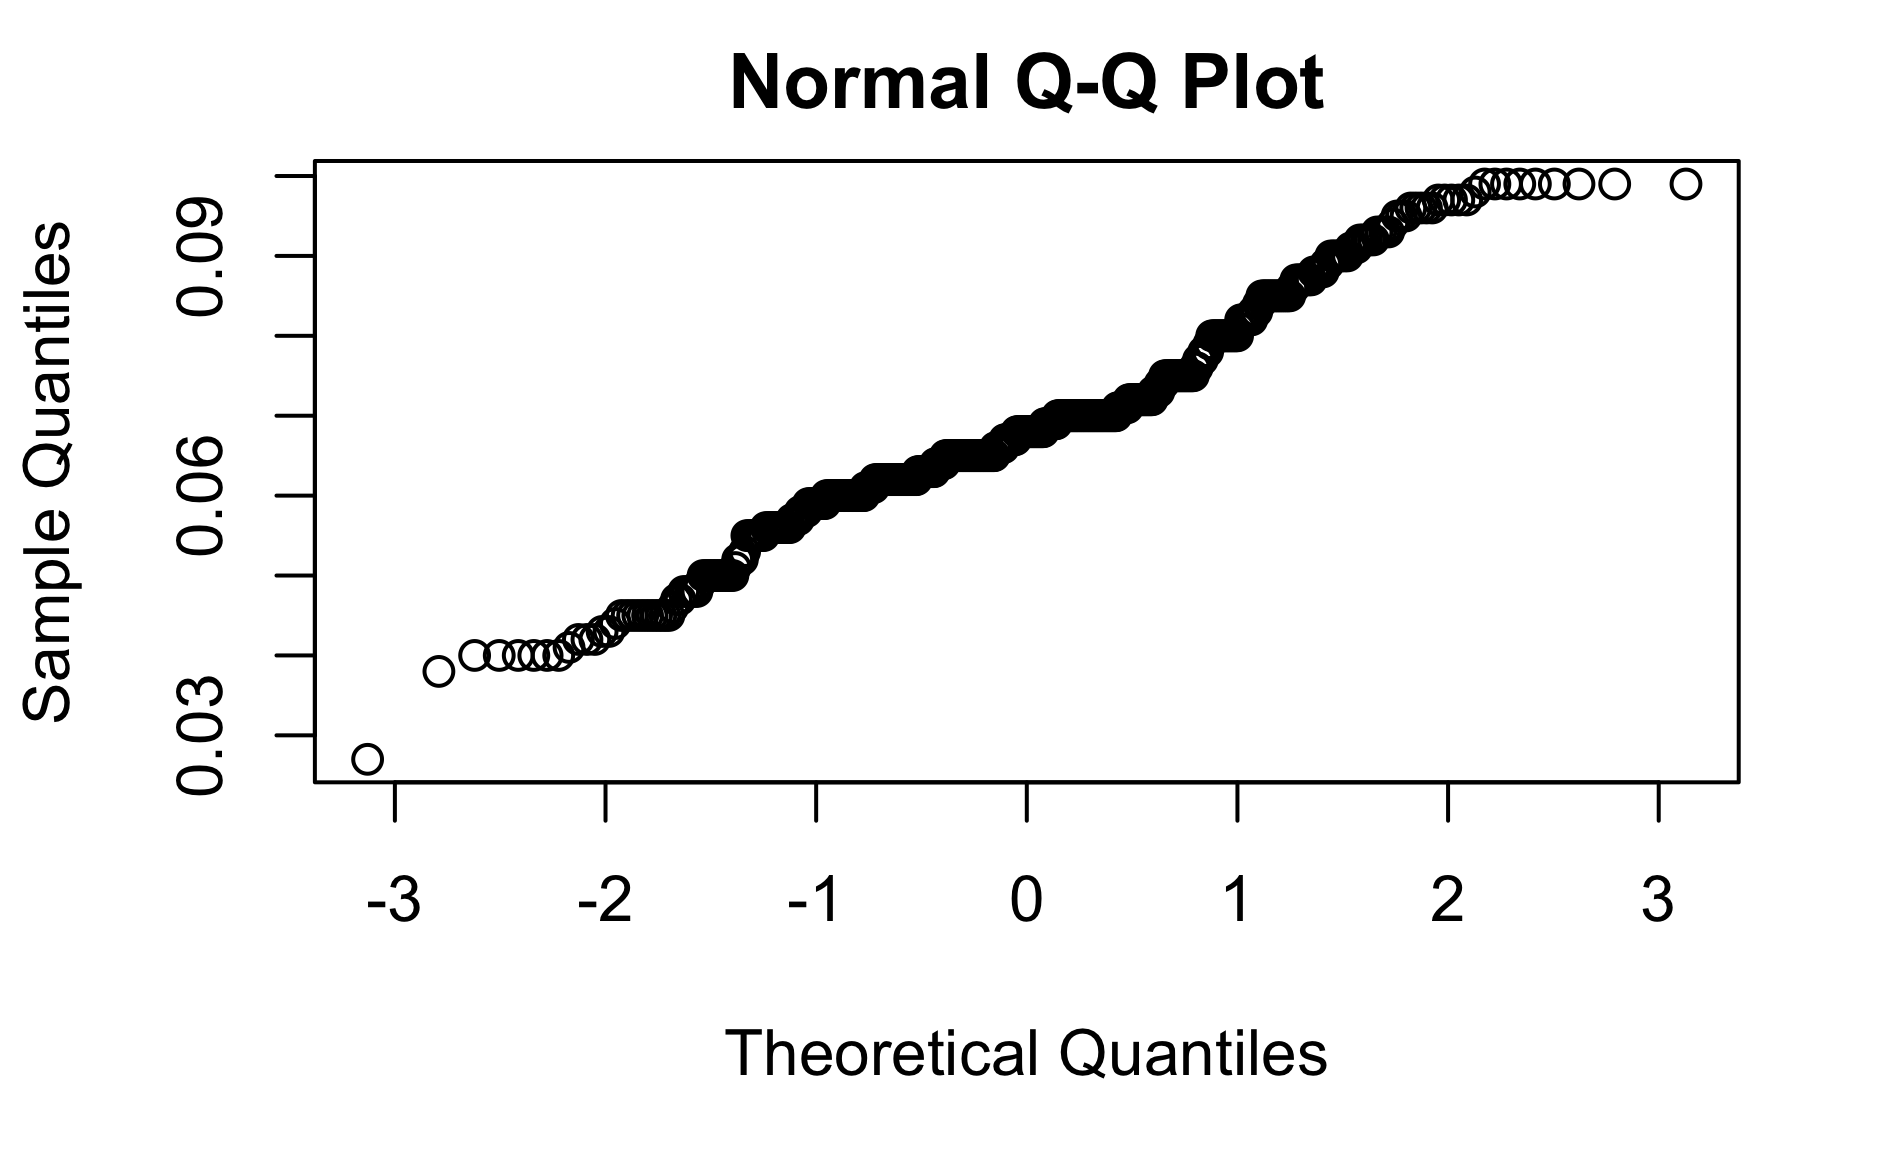 Normal Q-Q Plot
Sample Quantiles
0.09
0.06
0.03
-3 -2 -1 0 1 2 3
Theoretical Quantiles